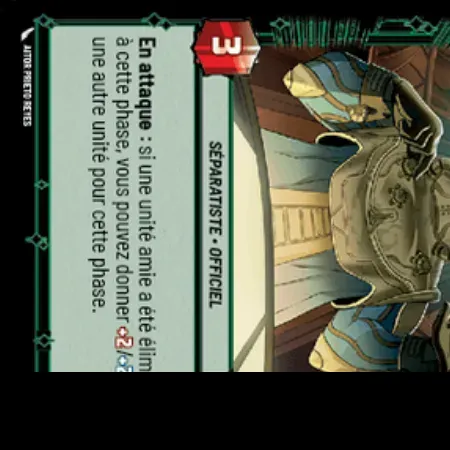 3
SÉPARATISTE • OFFICIEL
En attaque : si une unité amie a été
à cette phase, vous pouvez donner +2/
une autre unité pour cette phase.
AITOR PRIETO REYES